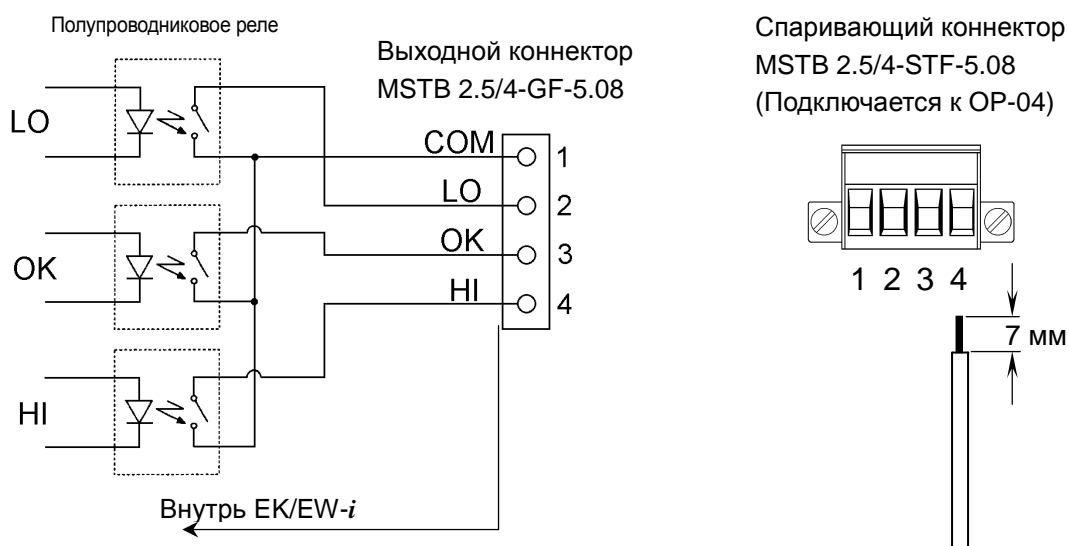 Полупроводниковое реле
Выходной коннектор
MSTB 2.5/4-GF-5.08
Спаривающий коннектор
MSTB 2.5/4-STF-5.08
(Подключается к OP-04)
LO
OK
HI
COM
LO
OK
HI
1
2
3
4
1 2 3 4
7 мм
Внутрь EK/EW-i